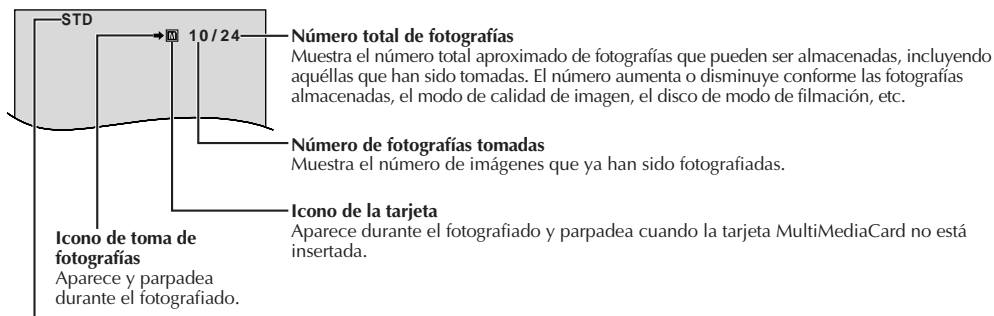 STD
➜ M 10/24
Número total de fotografías
Muestra el número total aproximado de fotografías que pueden ser almacenadas, incluyendo
aquéllas que han sido tomadas. El número aumenta o disminuye conforme las fotografías
almacenadas, el modo de calidad de imagen, el disco de modo de filmación, etc.
Número de fotografías tomadas
Muestra el número de imágenes que ya han sido fotografiadas.
Icono de la tarjeta
Aparece durante el fotografiado y parpadea cuando la tarjeta MultiMediaCard no está
insertada.
Icono de toma de
fotografías
Aparece y parpadea
durante el fotografiado.